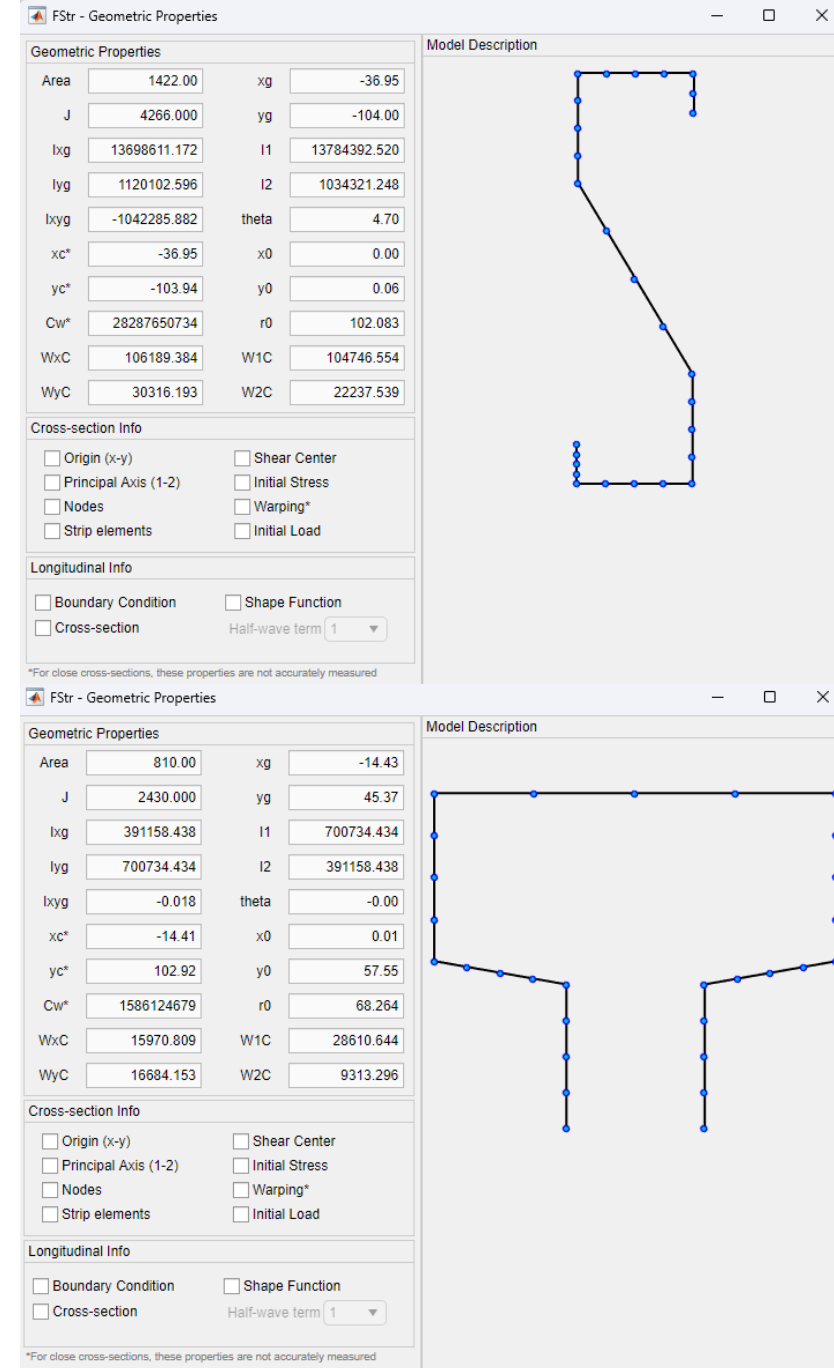 FStr - Geometric Properties
Geometric Properties
Model Description
Area 1422.00 xg -36.95
J 4266.000 yg -104.00
Ixg 13698611.172 I1 13784392.520
Iyg 1120102.596 I2 1034321.248
Ixyg -1042285.882 theta 4.70
xc* -36.95 x0 0.00
yc* -103.94 y0 0.06
Cw* 28287650734 r0 102.083
WxC 106189.384 W1C 104746.554
WyC 30316.193 W2C 22237.539
Cross-section Info
Origin (x-y) Shear Center
Principal Axis (1-2) Initial Stress
Nodes Warping*
Strip elements Initial Load
Longitudinal Info
Boundary Condition Shape Function
Cross-section Half-wave term 1
*For close cross-sections, these properties are not accurately measured
FStr - Geometric Properties
Geometric Properties
Model Description
Area 810.00 xg -14.43
J 2430.000 yg 45.37
Ixg 391158.438 I1 700734.434
Iyg 700734.434 I2 391158.438
Ixyg -0.018 theta -0.00
xc* -14.41 x0 0.01
yc* 102.92 y0 57.55
Cw* 1586124679 r0 68.264
WxC 15970.809 W1C 28610.644
WyC 16684.153 W2C 9313.296
Cross-section Info
Origin (x-y) Shear Center
Principal Axis (1-2) Initial Stress
Nodes Warping*
Strip elements Initial Load
Longitudinal Info
Boundary Condition Shape Function
Cross-section Half-wave term 1
*For close cross-sections, these properties are not accurately measured